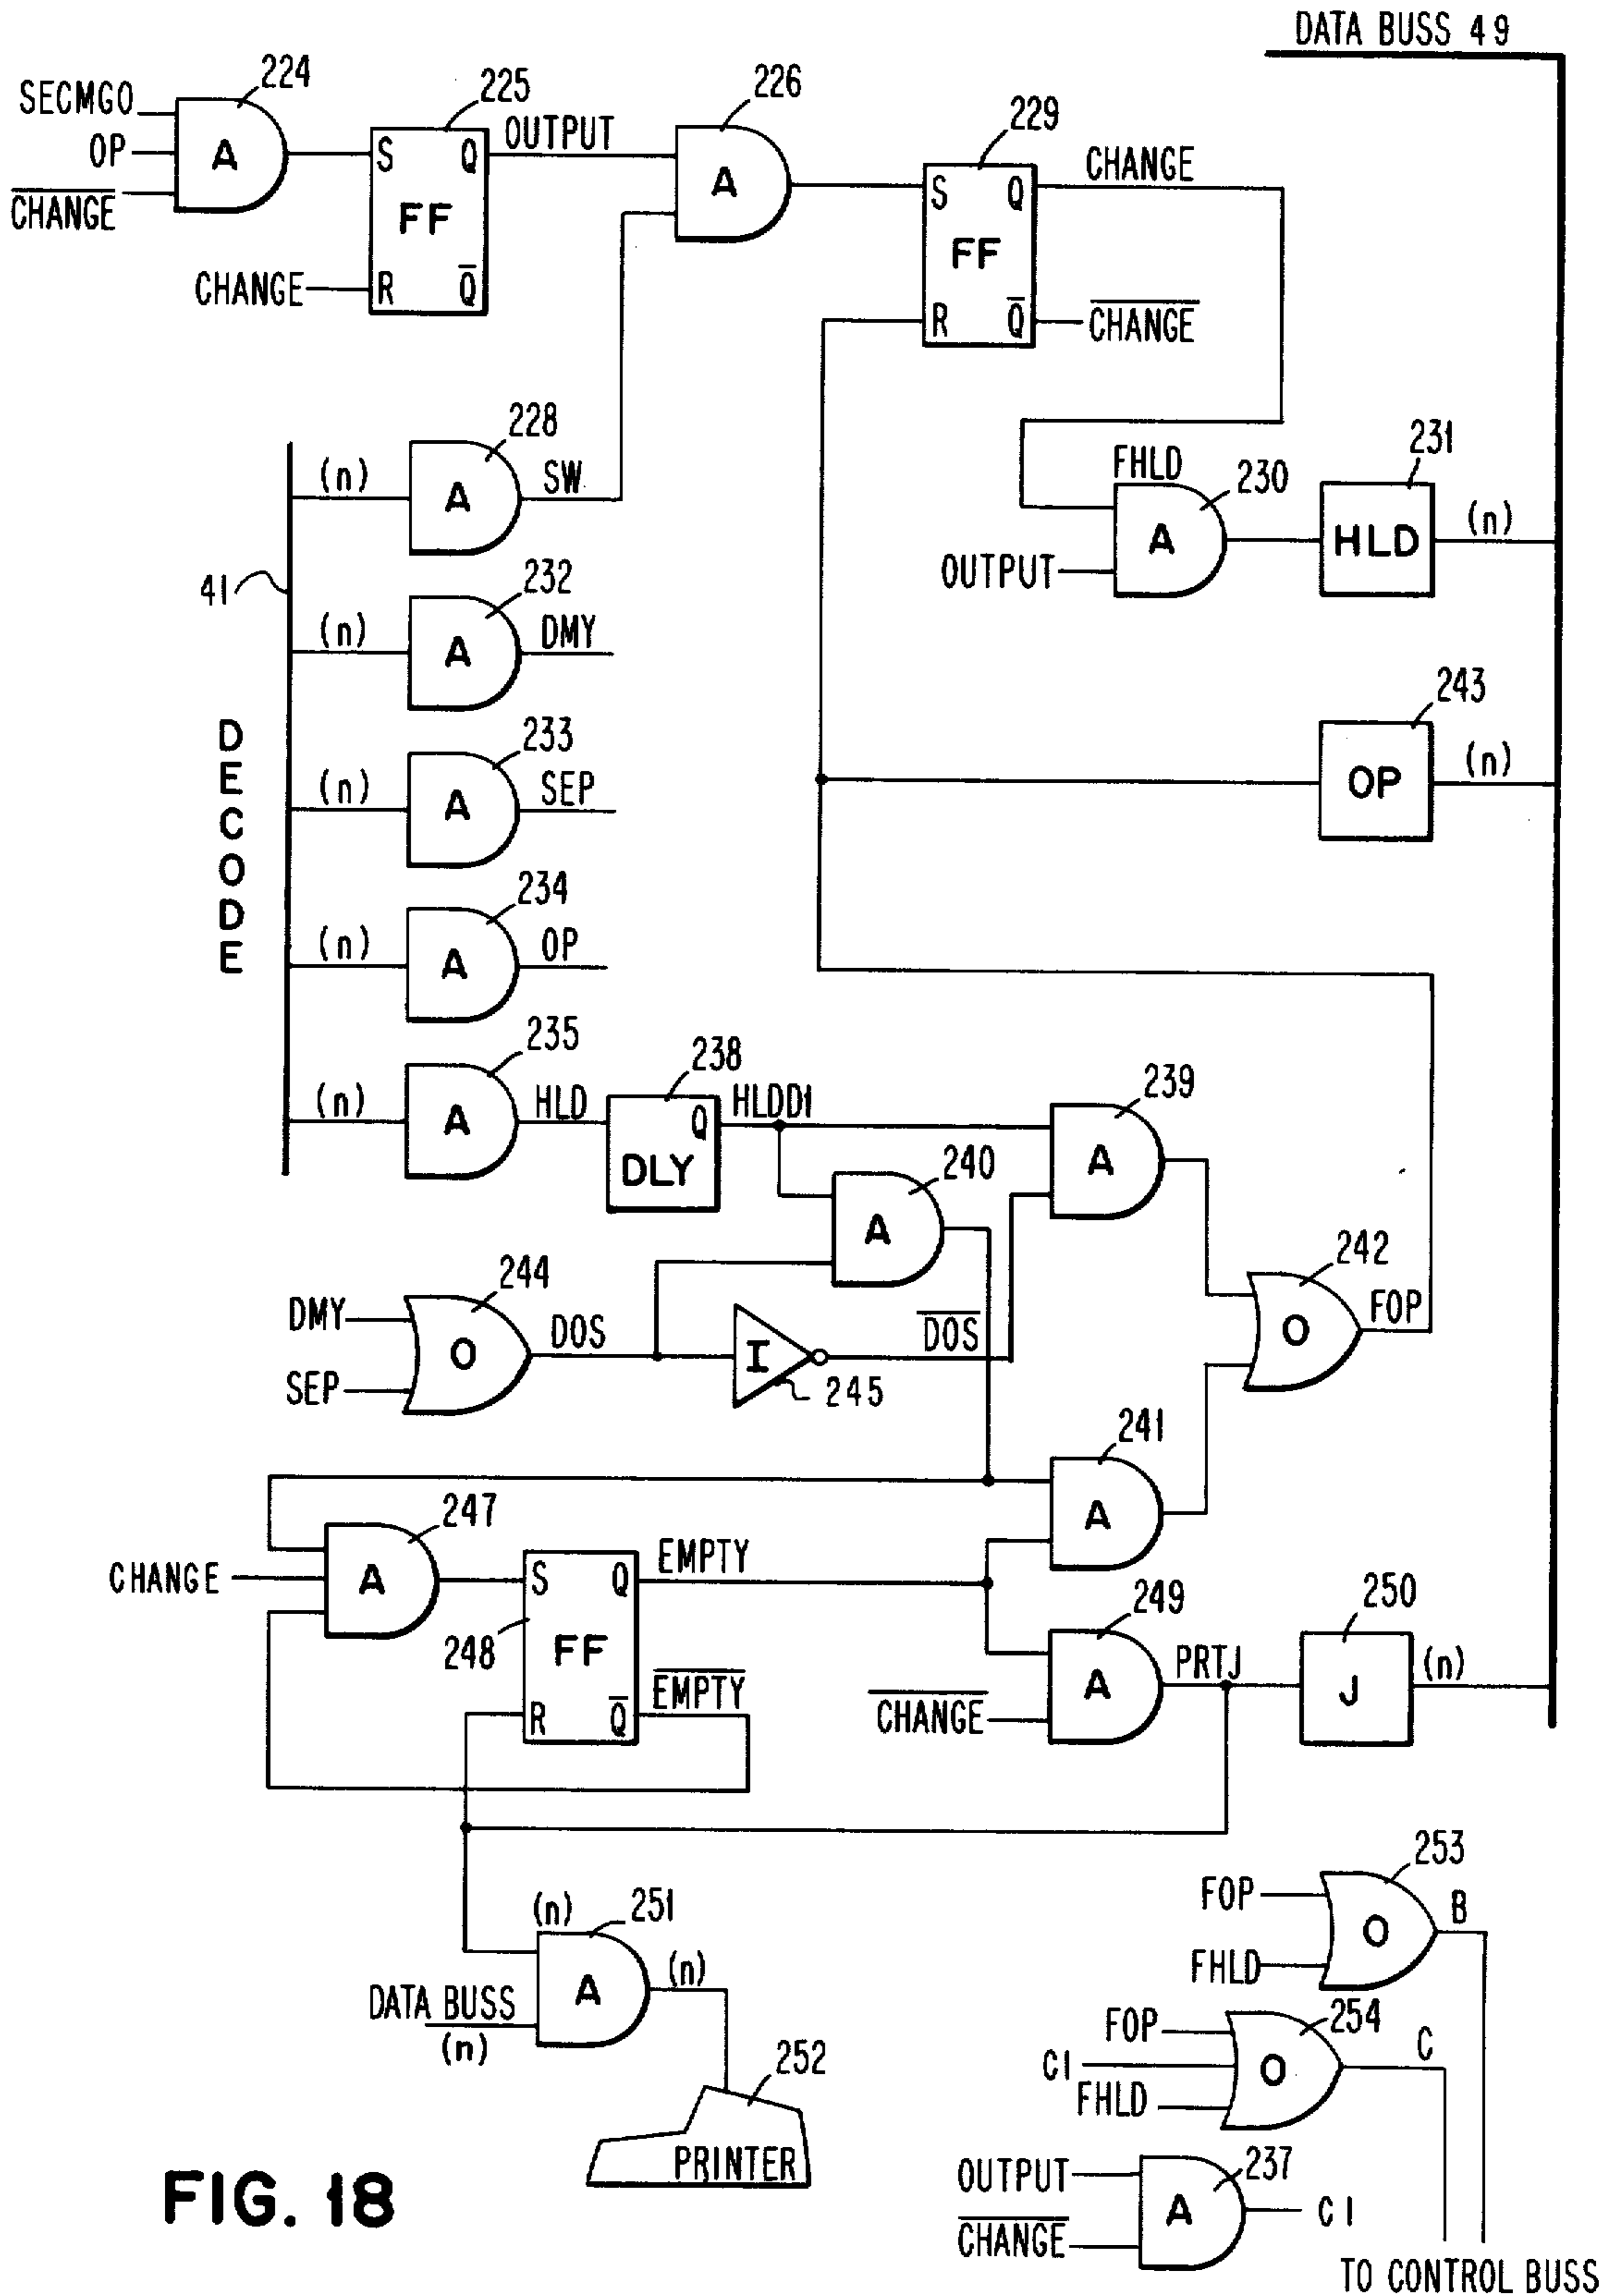 DATA BUSS 49
224
SECMGO
OP
CHANGE
A
225
S
Q
OUTPUT
FF
CHANGE
R
Q
226
A
229
S
Q
CHANGE
FF
R
Q
CHANGE
228
(n)
A
SW
FHLD
230
OUTPUT
A
231
HLD
(n)
41
232
(n)
A
DMY
DECODE
233
(n)
A
SEP
243
OP
(n)
234
(n)
A
OP
235
(n)
A
HLD
238
Q
DLY
HLDD1
239
A
240
A
244
DMY
SEP
O
DOS
I
245
DOS
242
O
FOP
241
A
247
CHANGE
A
S
Q
EMPTY
248
FF
R
Q
EMPTY
249
CHANGE
A
PRTJ
250
J
(n)
(n)
251
DATA BUSS
(n)
A
(n)
252
PRINTER
253
FOP
FHLD
O
B
254
FOP
C1
FHLD
O
C
237
OUTPUT
CHANGE
A
C1
TO CONTROL BUSS
FIG. 18